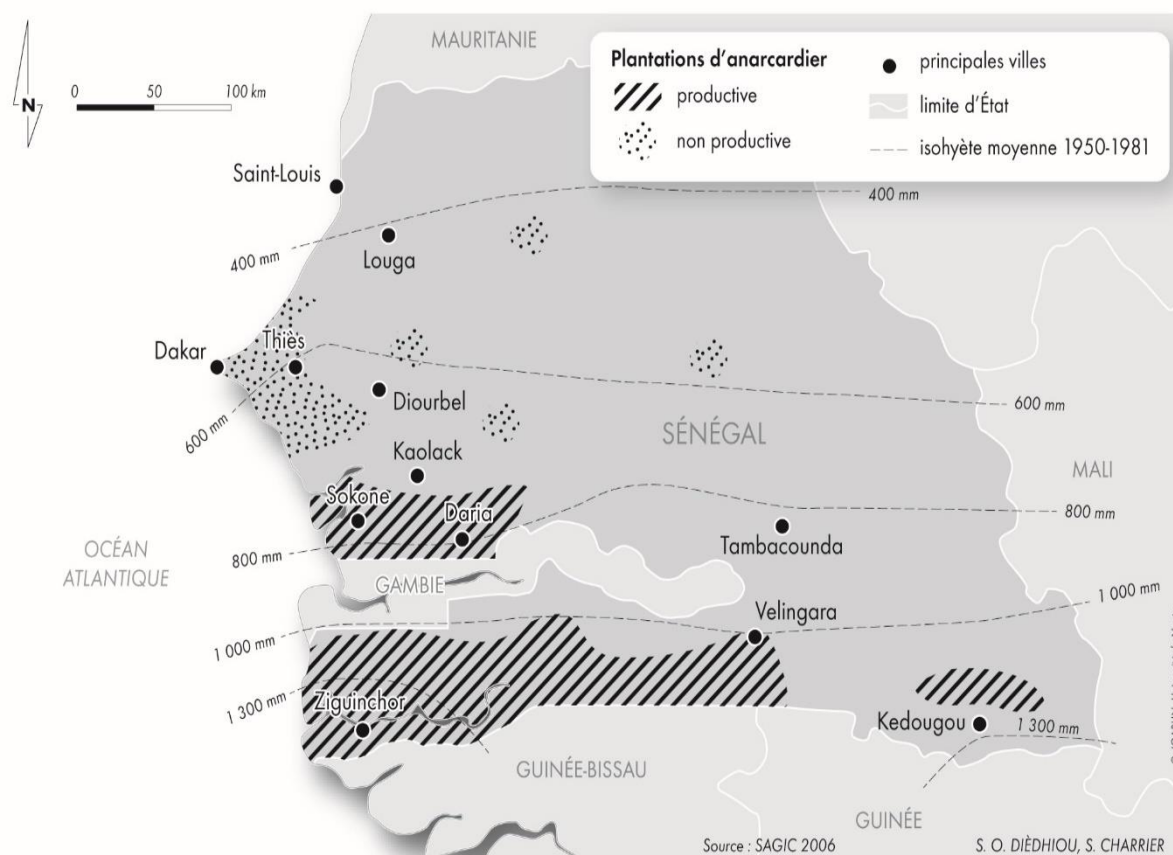 MAURITANIE
Plantations d'anarcardier
productive
non productive
principales villes
limite d'État
isohyète moyenne 1950-1981
0 50 100 km
N
Saint-Louis
400 mm
400 mm
Louga
Dakar
Thiès
Diourbel
600 mm
600 mm
SÉNÉGAL
Kaolack
MALI
Sokone
Daria
800 mm
800 mm
Tambacounda
OCÉAN
ATLANTIQUE
GAMBIE
1 000 mm
1 000 mm
Velingara
1 300 mm
Ziguinchor
Kedougou
1 300 mm
GUINÉE-BISSAU
GUINÉE
Source : SAGIC 2006
S. O. DIÈDHIOU, S. CHARRIER